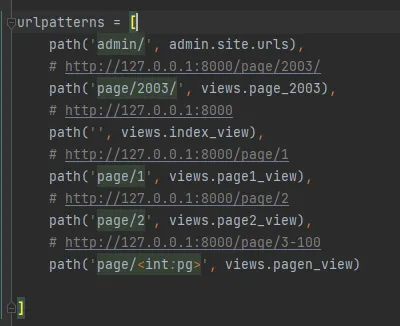 urlpatterns = [
    path('admin/', admin.site.urls),
    # http://127.0.0.1:8000/page/2003/
    path('page/2003/', views.page_2003),
    # http://127.0.0.1:8000
    path('', views.index_view),
    # http://127.0.0.1:8000/page/1
    path('page/1', views.page1_view),
    # http://127.0.0.1:8000/page/2
    path('page/2', views.page2_view),
    # http://127.0.0.1:8000/page/3-100
    path('page/<int:pg>', views.pagen_view)
]